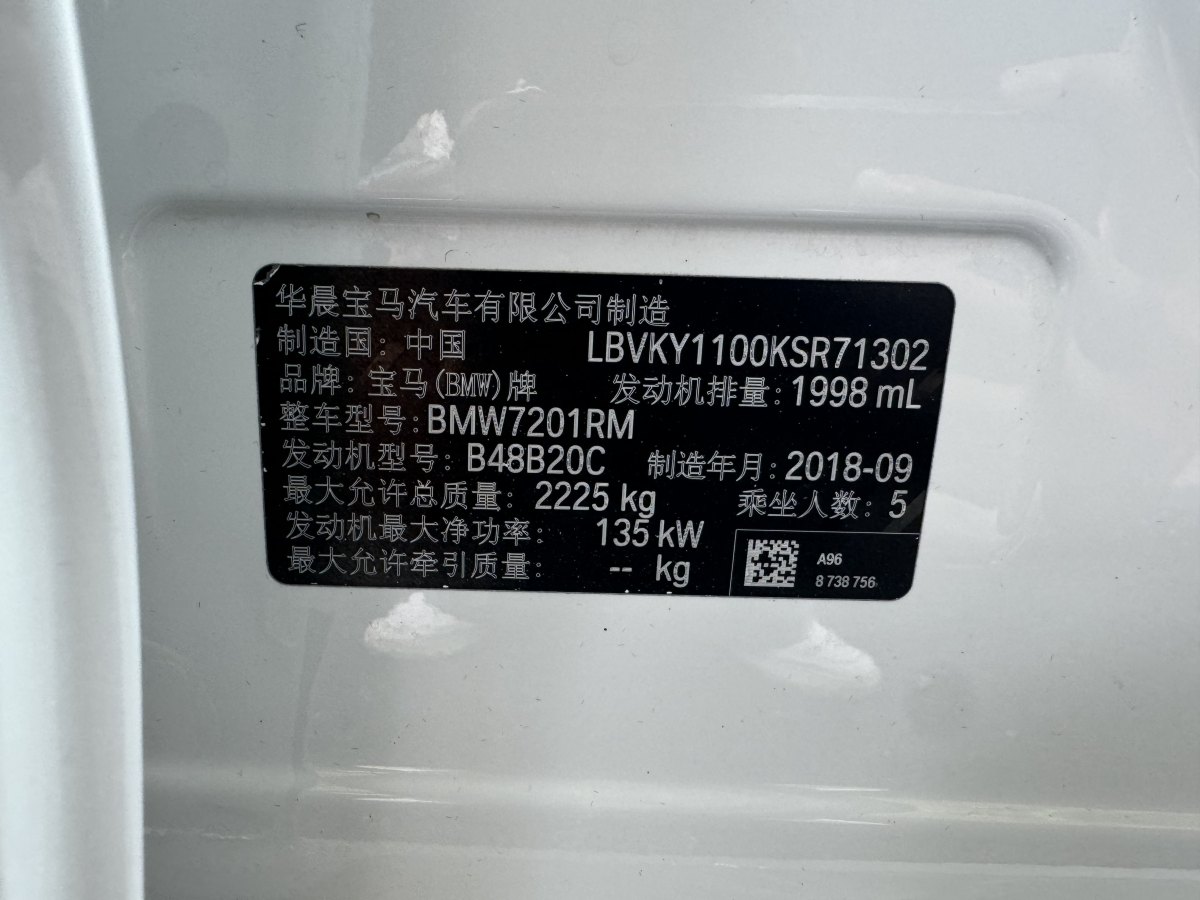 华晨宝马汽车有限公司制造
制造国：中国 LBVKY1100KSR71302
品牌：宝马(BMW)牌 发动机排量：1998 mL
整车型号：BMW7201RM
发动机型号：B48B20C 制造年月：2018-09
最大允许总质量：2225 kg 乘坐人数：5
发动机最大净功率：135 kW
最大允许牵引质量：-- kg
A96
8 738 756